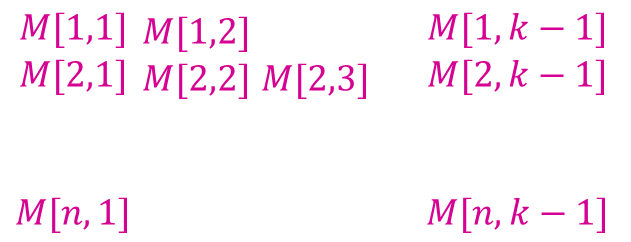 M[1,1] M[1,2] M[1, k − 1]
M[2,1] M[2,2] M[2,3] M[2, k − 1]
M[n, 1] M[n, k − 1]